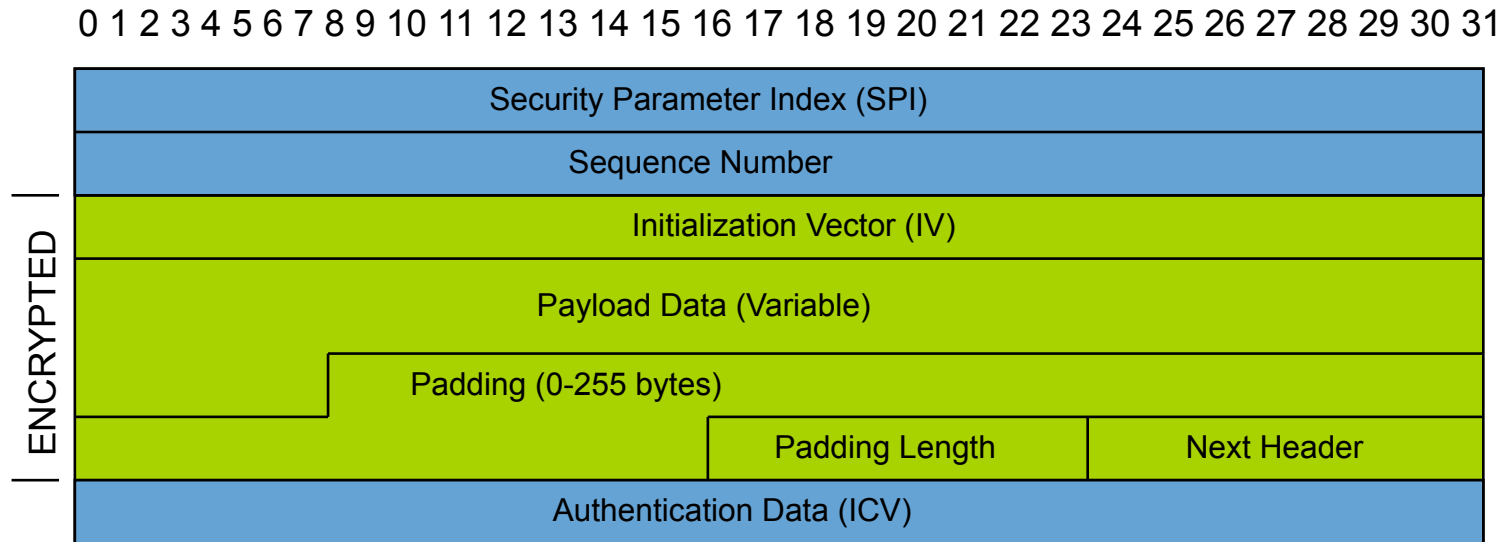 0 1 2 3 4 5 6 7 8 9 10 11 12 13 14 15 16 17 18 19 20 21 22 23 24 25 26 27 28 29 30 31
Security Parameter Index (SPI)
Sequence Number
ENCRYPTED
Initialization Vector (IV)
Payload Data (Variable)
Padding (0-255 bytes)
Padding Length Next Header
Authentication Data (ICV)